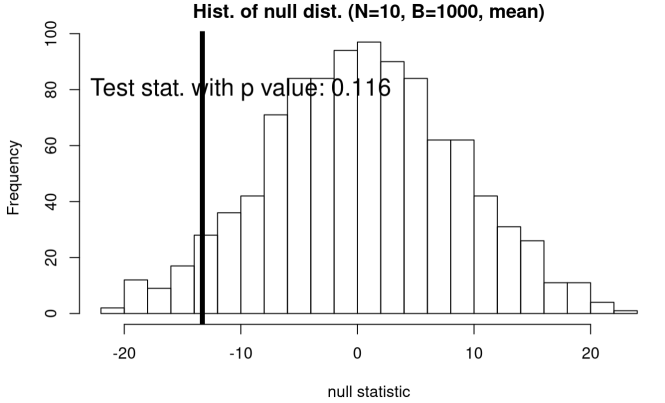 Hist. of null dist. (N=10, B=1000, mean)
100
80
60
40
20
0
Frequency
Test stat. with p value: 0.116
-20 -10 0 10 20
null statistic